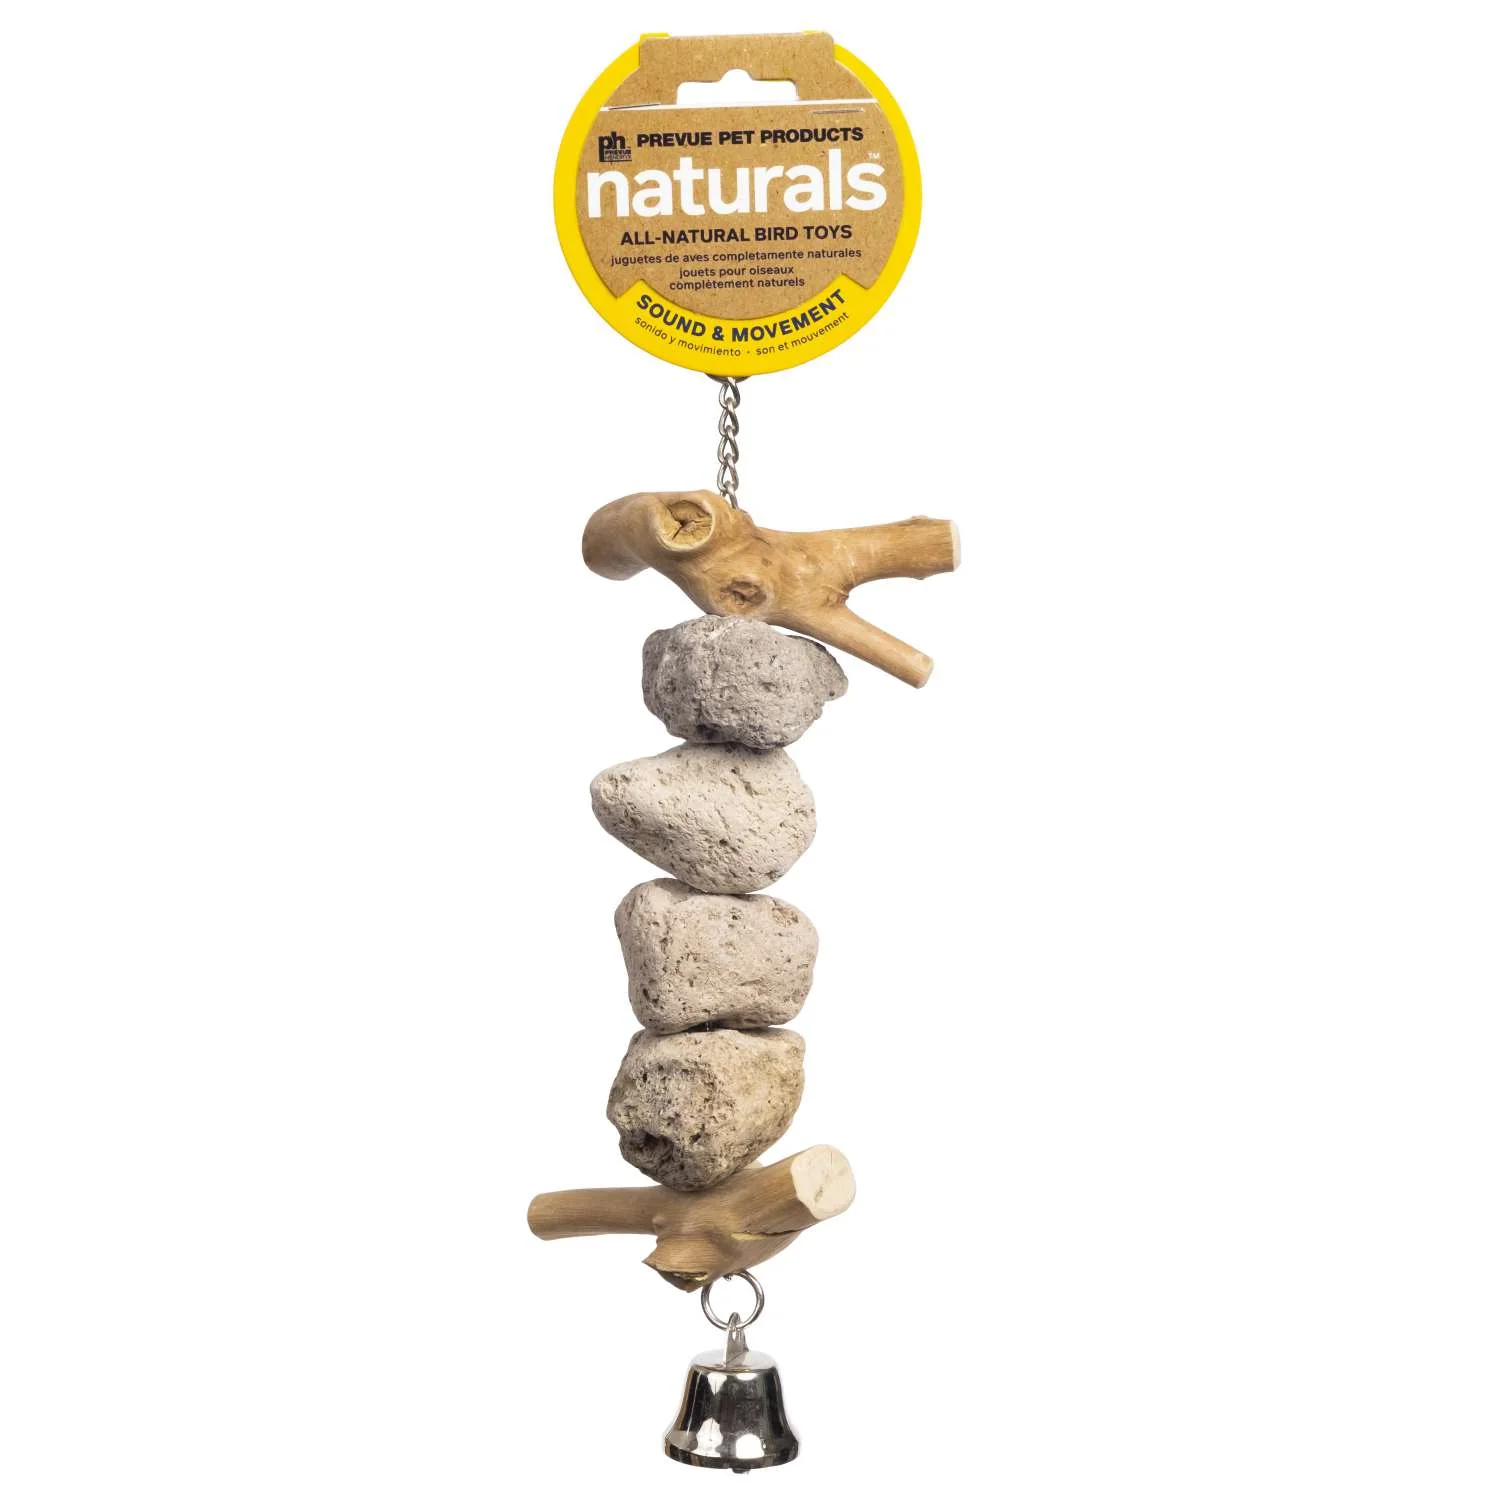 ph PREVUE PET PRODUCTS
naturals™
ALL-NATURAL BIRD TOYS
juguetes de aves completamente naturales
jouets pour oiseaux
complètement naturels
SOUND & MOVEMENT
sonido y movimiento • son et mouvement